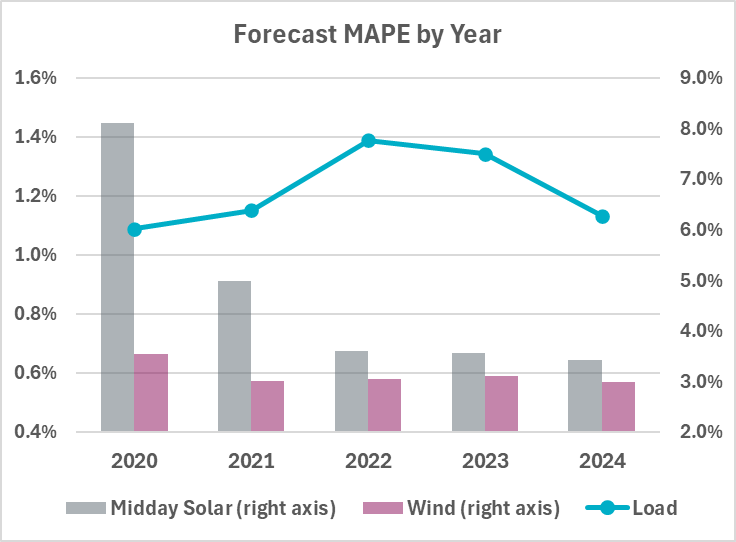 Forecast MAPE by Year
1.6% 9.0%
1.4% 8.0%
1.2% 7.0%
6.0%
1.0% 5.0%
0.8% 4.0%
0.6% 3.0%
0.4% 2.0%
2020 2021 2022 2023 2024
Midday Solar (right axis) Wind (right axis) Load